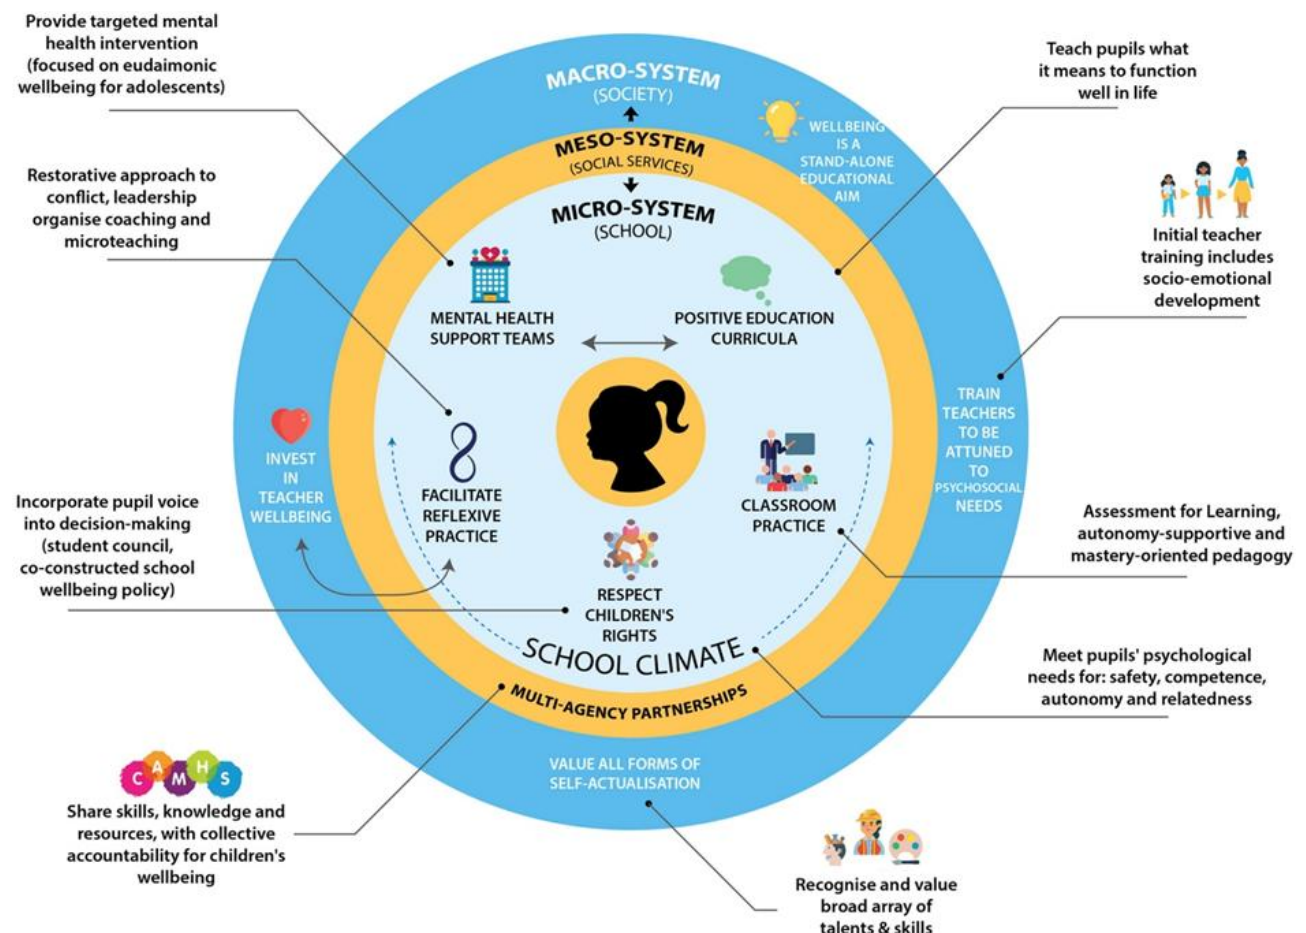 Provide targeted mental
health intervention
(focused on eudaimonic
wellbeing for adolescents)
Restorative approach to
conflict, leadership
organise coaching and
microteaching
Incorporate pupil voice
into decision-making
(student council,
co-constructed school
wellbeing policy)
CAMHS
Share skills, knowledge and
resources, with collective
accountability for children's
wellbeing
MACRO-SYSTEM
(SOCIETY)
MESO-SYSTEM
(SOCIAL SERVICES)
MICRO-SYSTEM
(SCHOOL)
WELLBEING
IS A
STAND-ALONE
EDUCATIONAL
AIM
MENTAL HEALTH
SUPPORT TEAMS
POSITIVE EDUCATION
CURRICULA
INVEST
IN
TEACHER
WELLBEING
FACILITATE
REFLEXIVE
PRACTICE
CLASSROOM
PRACTICE
TRAIN
TEACHERS
TO BE
ATTUNED
TO
PSYCHOSOCIAL
NEEDS
RESPECT
CHILDREN'S
RIGHTS
SCHOOL CLIMATE
MULTI-AGENCY PARTNERSHIPS
VALUE ALL FORMS OF
SELF-ACTUALISATION
Teach pupils what
it means to function
well in life
Initial teacher
training includes
socio-emotional
development
Assessment for Learning,
autonomy-supportive and
mastery-oriented pedagogy
Meet pupils' psychological
needs for: safety, competence,
autonomy and relatedness
Recognise and value
broad array of
talents & skills